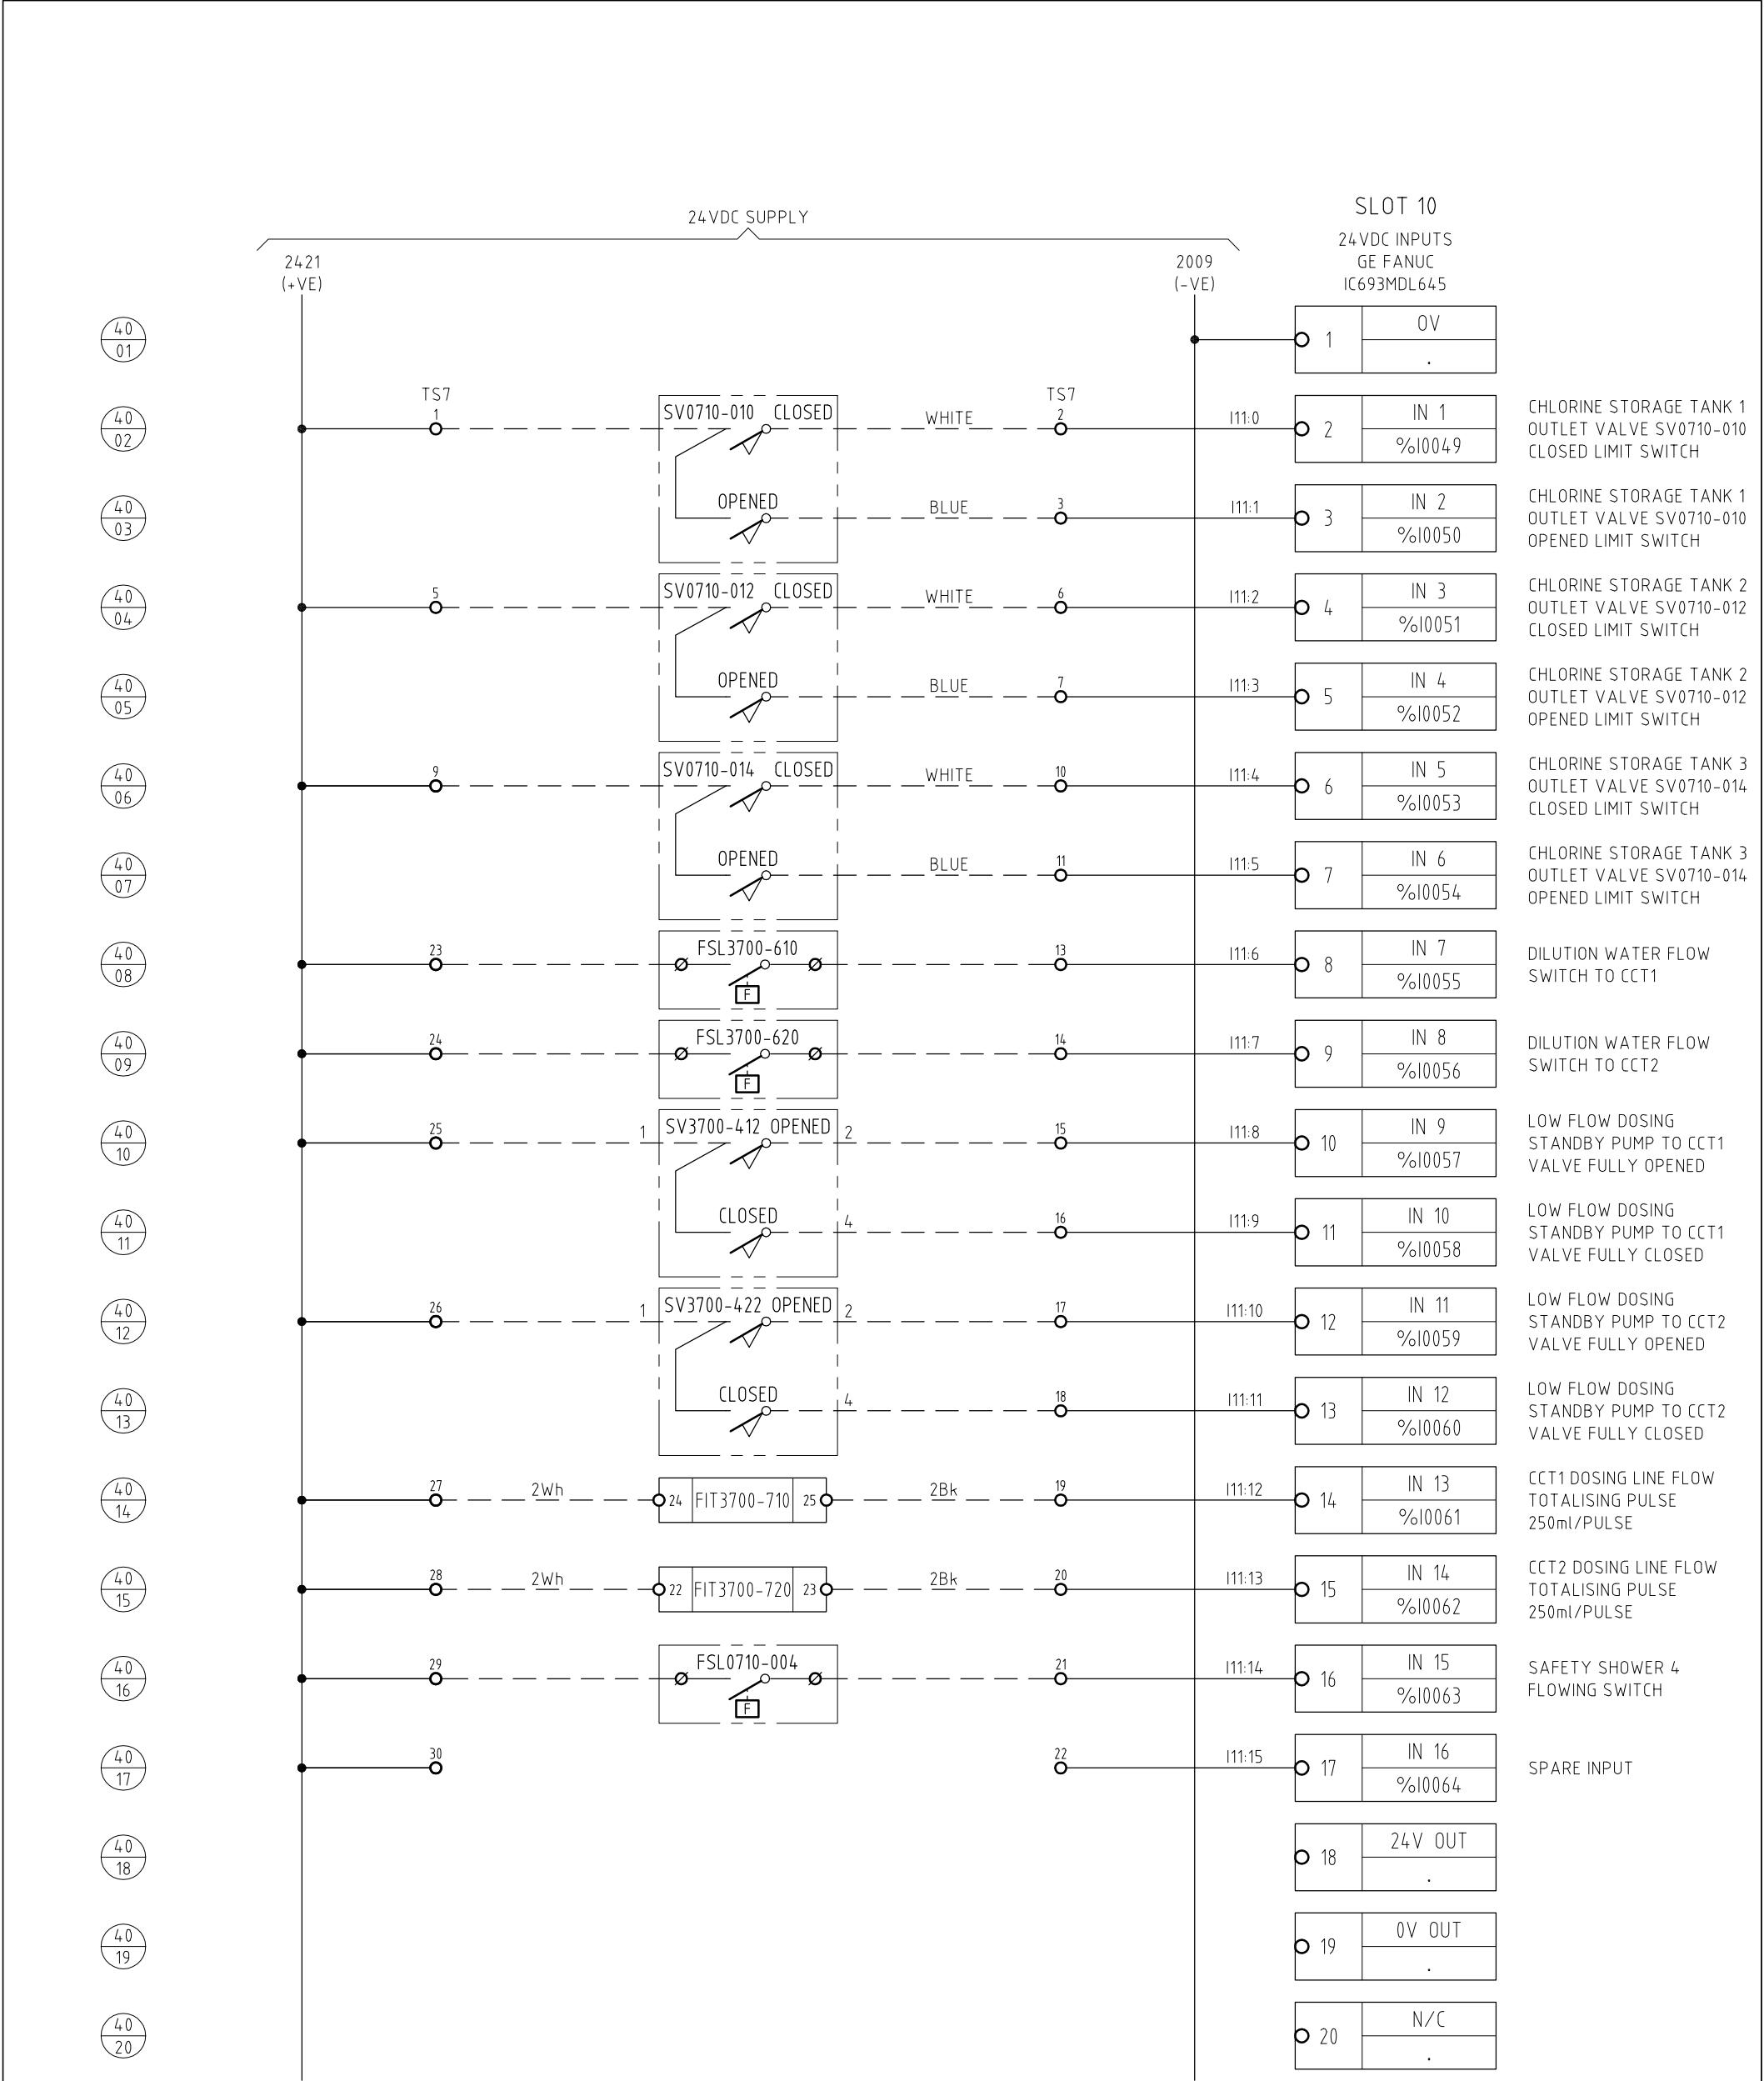 SLOT 10
24VDC SUPPLY
24VDC INPUTS
GE FANUC
IC693MDL645
2421
(+VE)
2009
(-VE)
40
01
1
0V
.
40
02
TS7
1
SV0710-010 CLOSED
WHITE
TS7
2
I11:0
2
IN 1
%I0049
CHLORINE STORAGE TANK 1
OUTLET VALVE SV0710-010
CLOSED LIMIT SWITCH
40
03
OPENED
BLUE
3
I11:1
3
IN 2
%I0050
CHLORINE STORAGE TANK 1
OUTLET VALVE SV0710-010
OPENED LIMIT SWITCH
40
04
5
SV0710-012 CLOSED
WHITE
6
I11:2
4
IN 3
%I0051
CHLORINE STORAGE TANK 2
OUTLET VALVE SV0710-012
CLOSED LIMIT SWITCH
40
05
OPENED
BLUE
7
I11:3
5
IN 4
%I0052
CHLORINE STORAGE TANK 2
OUTLET VALVE SV0710-012
OPENED LIMIT SWITCH
40
06
9
SV0710-014 CLOSED
WHITE
10
I11:4
6
IN 5
%I0053
CHLORINE STORAGE TANK 3
OUTLET VALVE SV0710-014
CLOSED LIMIT SWITCH
40
07
OPENED
BLUE
11
I11:5
7
IN 6
%I0054
CHLORINE STORAGE TANK 3
OUTLET VALVE SV0710-014
OPENED LIMIT SWITCH
40
08
23
FSL3700-610
F
13
I11:6
8
IN 7
%I0055
DILUTION WATER FLOW
SWITCH TO CCT1
40
09
24
FSL3700-620
F
14
I11:7
9
IN 8
%I0056
DILUTION WATER FLOW
SWITCH TO CCT2
40
10
25
1
SV3700-412 OPENED
2
15
I11:8
10
IN 9
%I0057
LOW FLOW DOSING
STANDBY PUMP TO CCT1
VALVE FULLY OPENED
40
11
CLOSED
4
16
I11:9
11
IN 10
%I0058
LOW FLOW DOSING
STANDBY PUMP TO CCT1
VALVE FULLY CLOSED
40
12
26
1
SV3700-422 OPENED
2
17
I11:10
12
IN 11
%I0059
LOW FLOW DOSING
STANDBY PUMP TO CCT2
VALVE FULLY OPENED
40
13
CLOSED
4
18
I11:11
13
IN 12
%I0060
LOW FLOW DOSING
STANDBY PUMP TO CCT2
VALVE FULLY CLOSED
40
14
27
2Wh
24
FIT3700-710
25
2Bk
19
I11:12
14
IN 13
%I0061
CCT1 DOSING LINE FLOW
TOTALISING PULSE
250ml/PULSE
40
15
28
2Wh
22
FIT3700-720
23
2Bk
20
I11:13
15
IN 14
%I0062
CCT2 DOSING LINE FLOW
TOTALISING PULSE
250ml/PULSE
40
16
29
FSL0710-004
F
21
I11:14
16
IN 15
%I0063
SAFETY SHOWER 4
FLOWING SWITCH
40
17
30
22
I11:15
17
IN 16
%I0064
SPARE INPUT
40
18
18
24V OUT
.
40
19
19
0V OUT
.
40
20
20
N/C
.